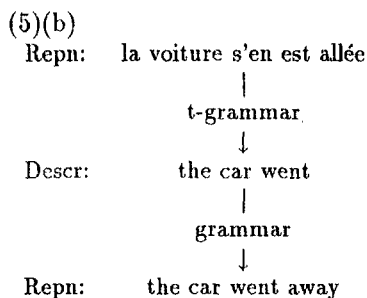 (5)(b)
Repn: la voiture s'en est allée
t-grammar
Descr: the car went
grammar
Repn: the car went away